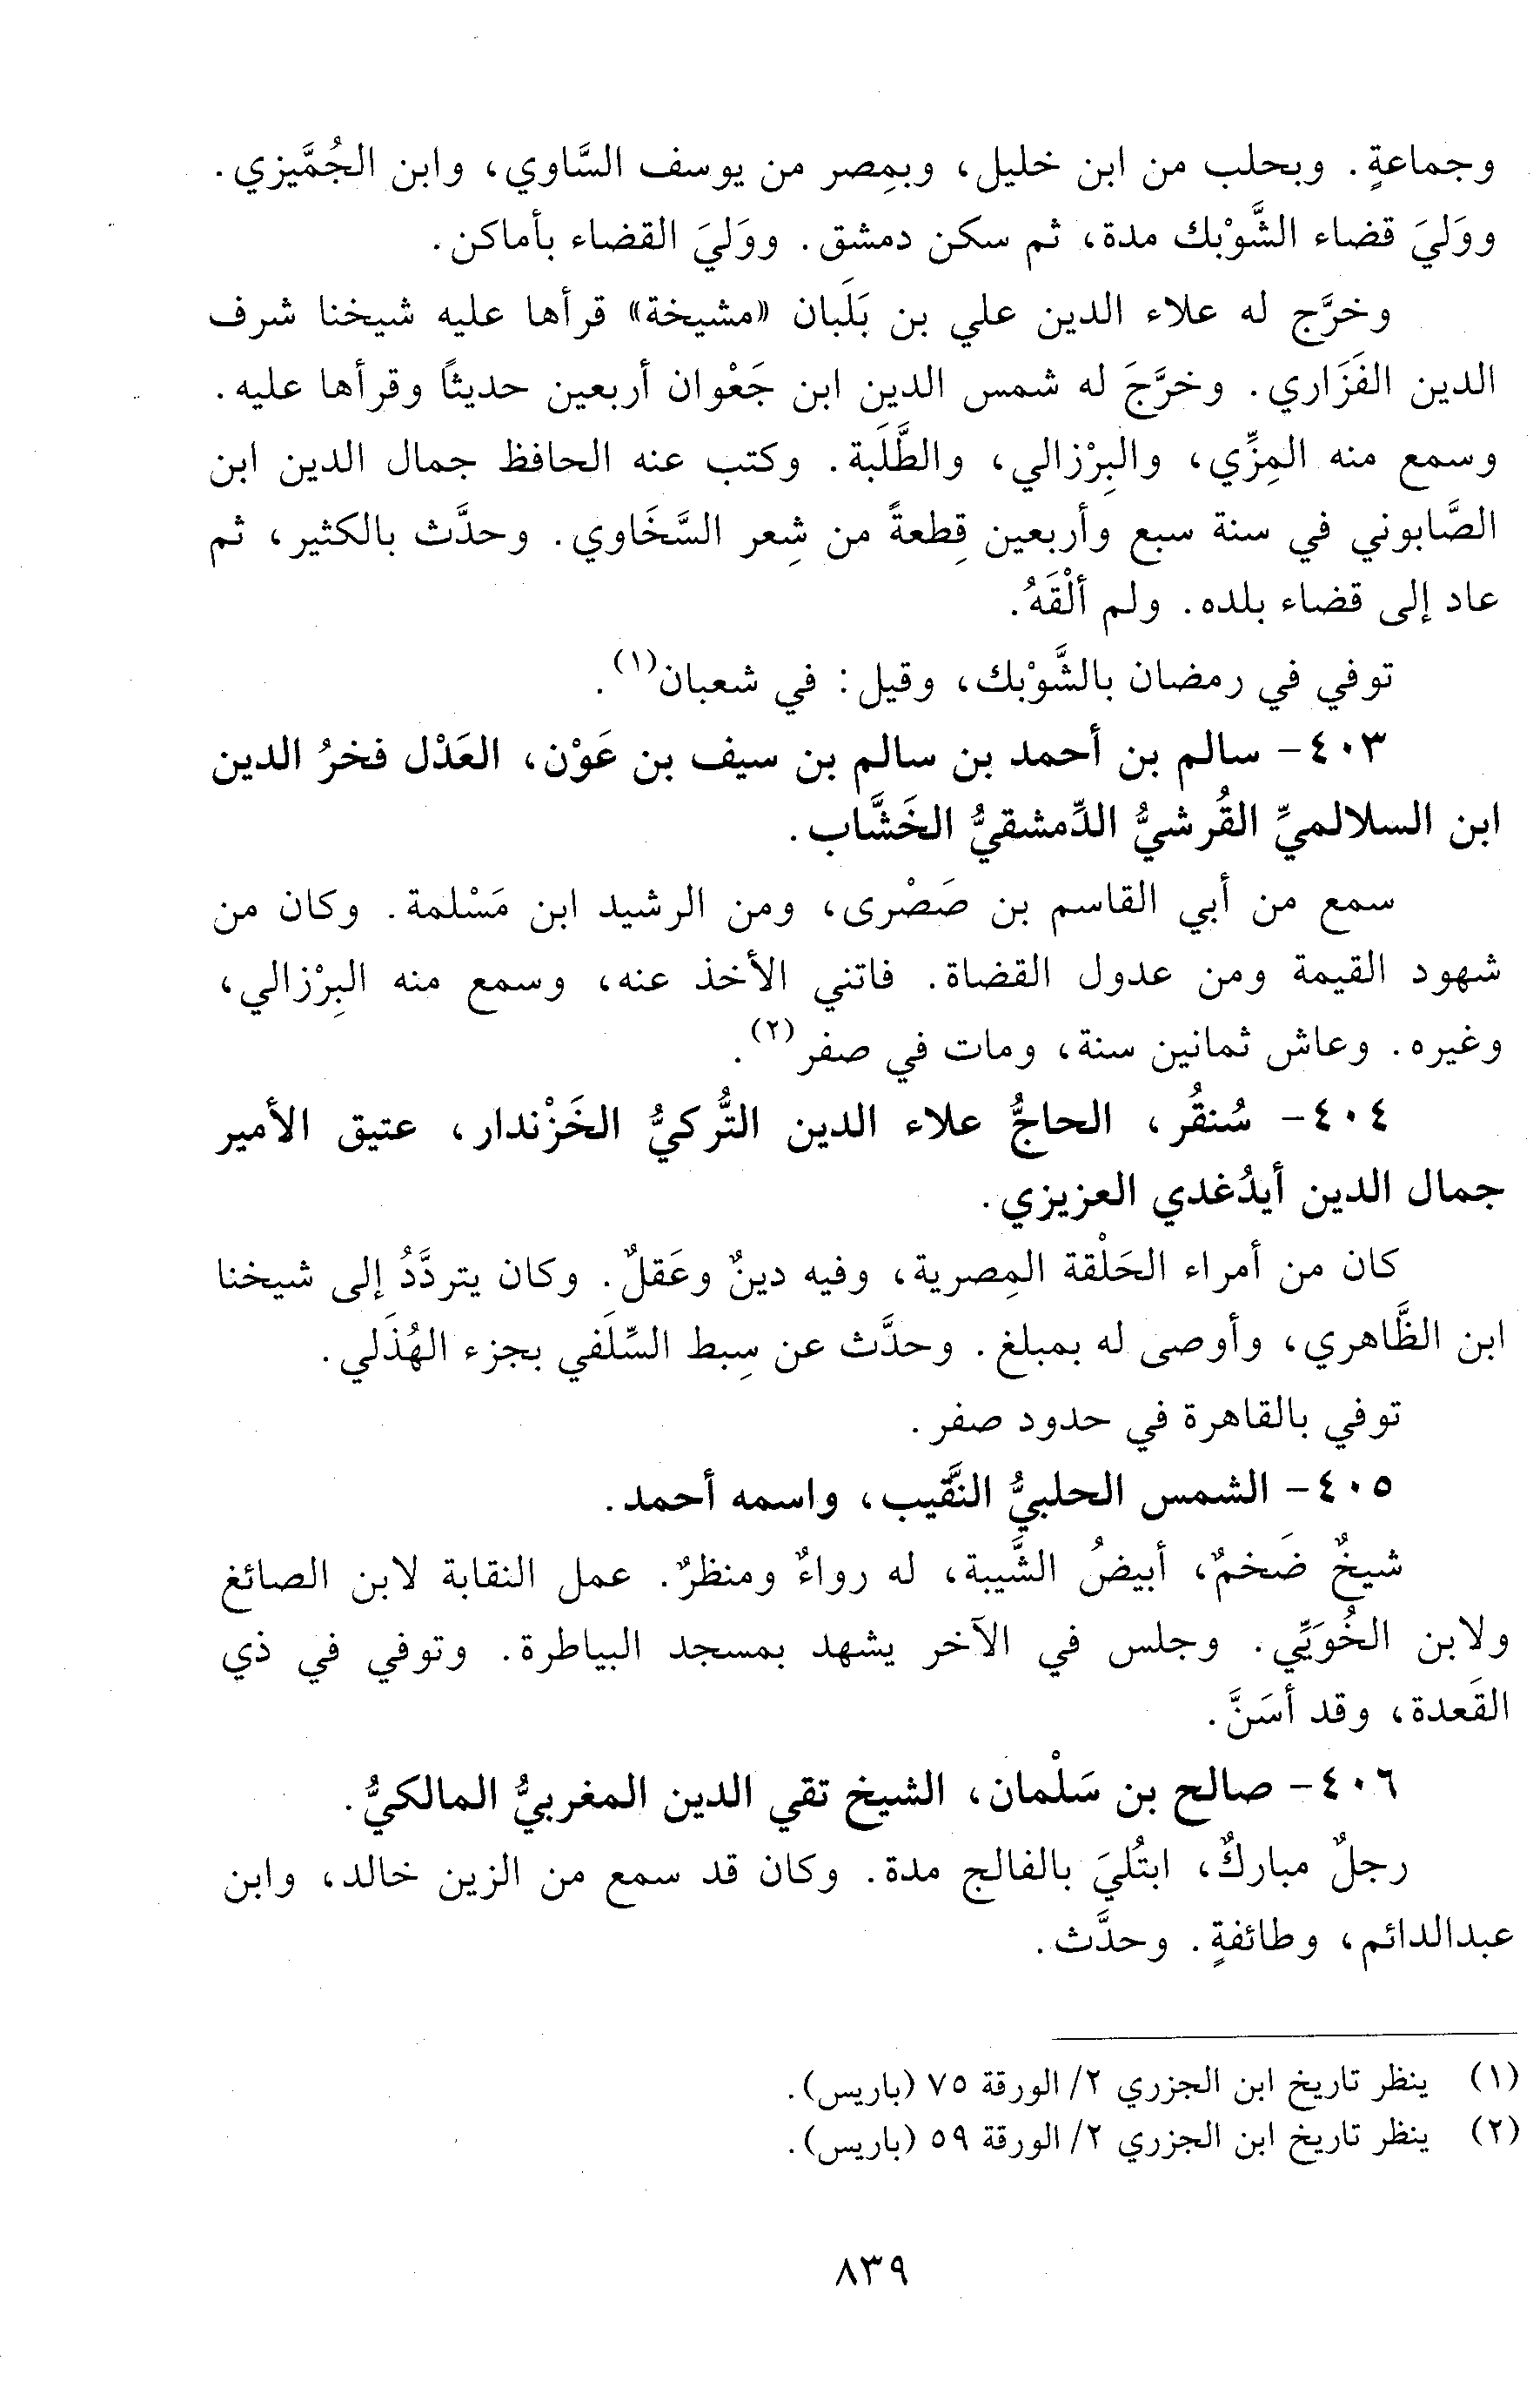 وجماعةٍ. وبحلب من ابن خليل، وبمِصر من يوسف السَّاوي، وابن الجُمَّيزي.
ووَليَ قضاء الشَّوْبك مدة، ثم سكن دمشق. ووَليَ القضاء بأماكن.
وخرَّج له علاء الدين علي بن بَلَبان «مشيخة» قرأها عليه شيخنا شرف
الدين الفَزَاري. وخرَّجَ له شمس الدين ابن جَعْوان أربعين حديثًا وقرأها عليه.
وسمع منه المِزِّي، والبِرْزالي، والطَّلَبة. وكتب عنه الحافظ جمال الدين ابن
الصَّابوني في سنة سبع وأربعين قِطعةً من شِعر السَّخَاوي. وحدَّث بالكثير، ثم
عاد إلى قضاء بلده. ولم ألْقَهُ.
توفي في رمضان بالشَّوْبك، وقيل: في شعبان(١).
٤٠٣- سالم بن أحمد بن سالم بن سيف بن عَوْن، العَدْل فخرُ الدين
ابن السلالميِّ القُرشيُّ الدِّمشقيُّ الخَشَّاب.
سمع من أبي القاسم بن صَصْرى، ومن الرشيد ابن مَسْلمة. وكان من
شهود القيمة ومن عدول القضاة. فاتني الأخذ عنه، وسمع منه البِرْزالي،
وغيره. وعاش ثمانين سنة، ومات في صفر(٢).
٤٠٤- سُنقُر، الحاجُّ علاء الدين التُّركيُّ الخَزْندار، عتيق الأمير
جمال الدين أيدُغدي العزيزي.
كان من أمراء الحَلْقة المِصرية، وفيه دينٌ وعَقلٌ. وكان يتردَّدُ إلى شيخنا
ابن الظَّاهري، وأوصى له بمبلغ. وحدَّث عن سِبط السِّلَفي بجزء الهُذَلي.
توفي بالقاهرة في حدود صفر.
٤٠٥- الشمس الحلبيُّ النَّقيب، واسمه أحمد.
شيخٌ ضَخمٌ، أبيضُ الشَّيبة، له رواءٌ ومنظرٌ. عمل النقابة لابن الصائغ
ولابن الخُوَيِّي. وجلس في الآخر يشهد بمسجد البياطرة. وتوفي في ذي
القَعدة، وقد أسَنَّ.
٤٠٦- صالح بن سَلْمان، الشيخ تقي الدين المغربيُّ المالكيُّ.
رجلٌ مباركٌ، ابتُليَ بالفالج مدة. وكان قد سمع من الزين خالد، وابن
عبدالدائم، وطائفةٍ. وحدَّث.
(١) ينظر تاريخ ابن الجزري ٢/ الورقة ٧٥ (باريس).
(٢) ينظر تاريخ ابن الجزري ٢/ الورقة ٥٩ (باريس).
٨٣٩